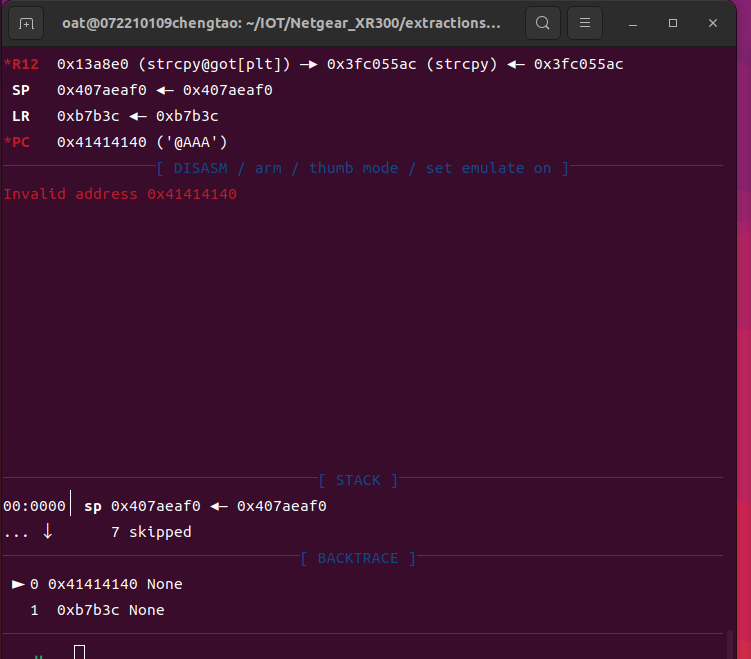 oat@072210109chengtao: ~/IOT/Netgear_XR300/extractions...
*R12  0x13a8e0 (strcpy@got[plt]) —▸ 0x3fc055ac (strcpy) ◂— 0x3fc055ac
SP   0x407aeaf0 ◂— 0x407aeaf0
LR   0xb7b3c ◂— 0xb7b3c
*PC   0x41414140 ('@AAA')
[ DISASM / arm / thumb mode / set emulate on ]
Invalid address 0x41414140
[ STACK ]
00:0000│ sp 0x407aeaf0 ◂— 0x407aeaf0
... ↓     7 skipped
[ BACKTRACE ]
► 0 0x41414140 None
1  0xb7b3c None